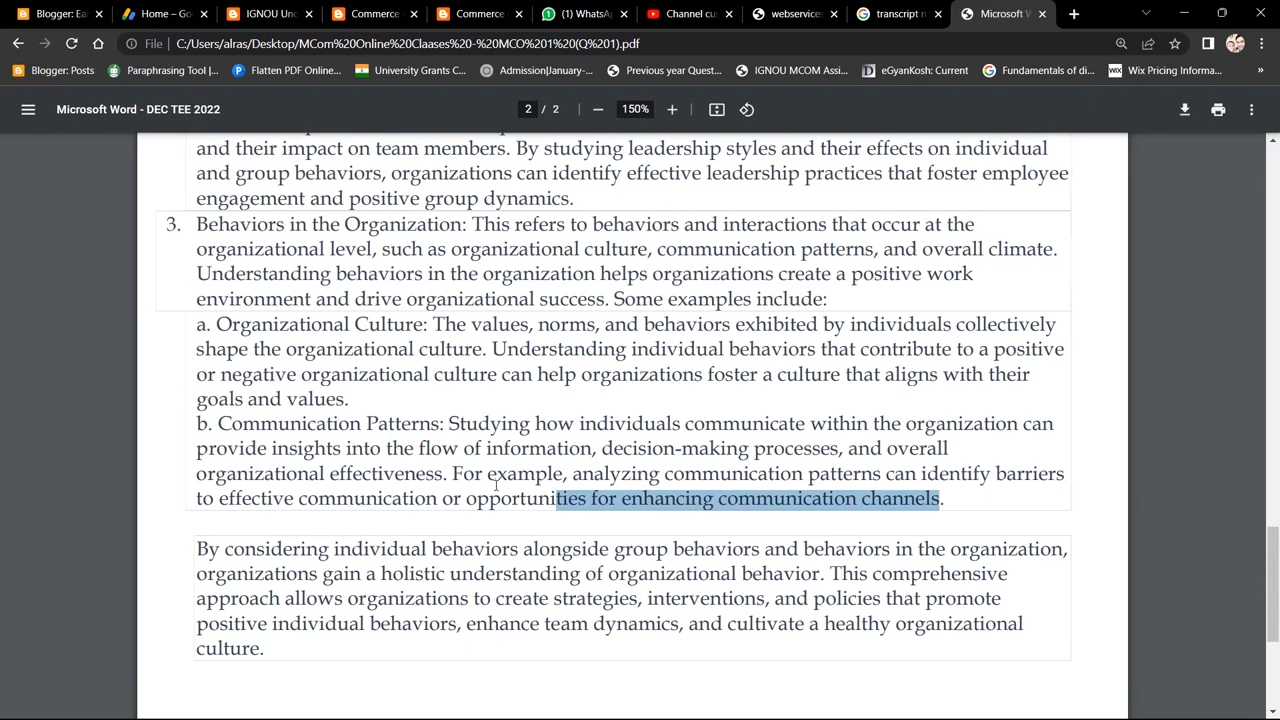 Blogger: Ea
Home – Go
IGNOU Unc
Commerce
Commerce
(1) WhatsA
Channel cu
webservice
transcript n
Microsoft W
File
C:/Users/alras/Desktop/MCom%20Online%20Claases%20-%20MCO%201%20(Q%201).pdf
Blogger: Posts
Paraphrasing Tool |...
Flatten PDF Online...
University Grants C...
Admission|January-...
Previous year Quest...
IGNOU MCOM Assi...
eGyanKosh: Current
Fundamentals of di...
Wix Pricing Informa...
»
Microsoft Word - DEC TEE 2022
2 / 2
150%
and their impact on team members. By studying leadership styles and their effects on individual
and group behaviors, organizations can identify effective leadership practices that foster employee
engagement and positive group dynamics.
3. Behaviors in the Organization: This refers to behaviors and interactions that occur at the
organizational level, such as organizational culture, communication patterns, and overall climate.
Understanding behaviors in the organization helps organizations create a positive work
environment and drive organizational success. Some examples include:
a. Organizational Culture: The values, norms, and behaviors exhibited by individuals collectively
shape the organizational culture. Understanding individual behaviors that contribute to a positive
or negative organizational culture can help organizations foster a culture that aligns with their
goals and values.
b. Communication Patterns: Studying how individuals communicate within the organization can
provide insights into the flow of information, decision-making processes, and overall
organizational effectiveness. For example, analyzing communication patterns can identify barriers
to effective communication or opportunities for enhancing communication channels.
By considering individual behaviors alongside group behaviors and behaviors in the organization,
organizations gain a holistic understanding of organizational behavior. This comprehensive
approach allows organizations to create strategies, interventions, and policies that promote
positive individual behaviors, enhance team dynamics, and cultivate a healthy organizational
culture.